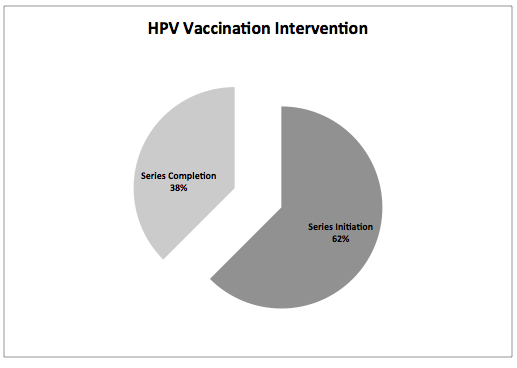 HPV Vaccination Intervention
Series Completion
38%
Series Initiation
62%